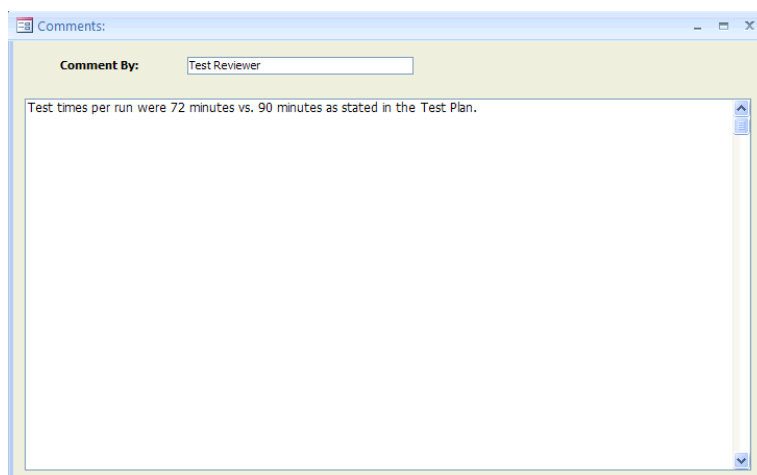 Comments:
Comment By:
Test Reviewer
Test times per run were 72 minutes vs. 90 minutes as stated in the Test Plan.